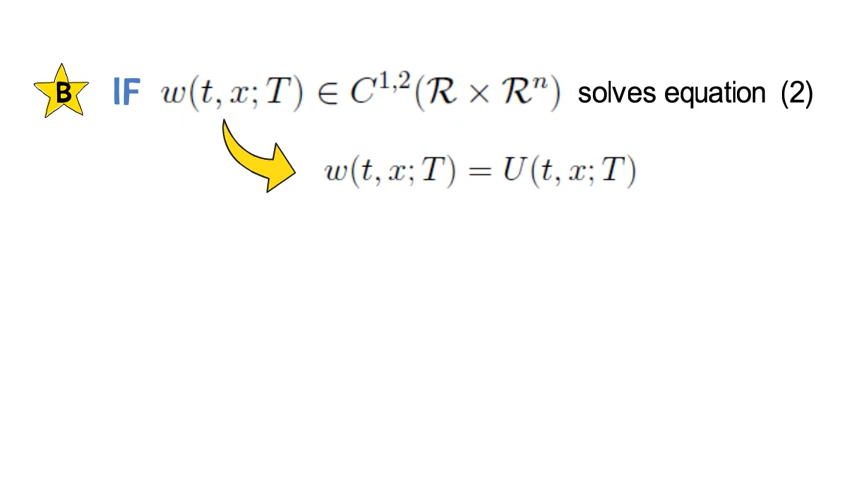 B IF w(t, x; T) ∈ C^{1,2}(ℛ × ℛ^n) solves equation (2)
w(t, x; T) = U(t, x; T)